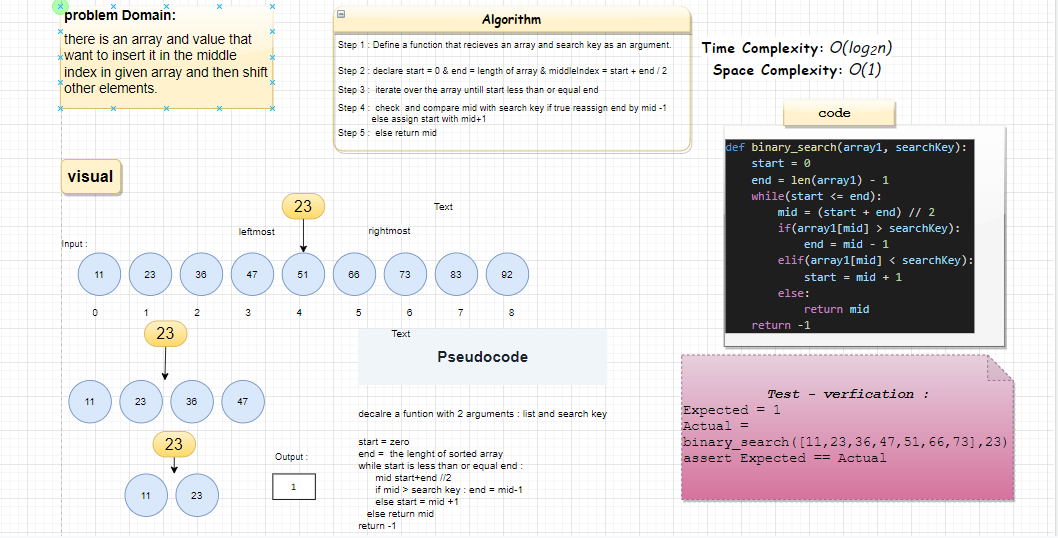 problem Domain:
there is an array and value that
want to insert it in the middle
index in given array and then shift
other elements.
Algorithm
Step 1 : Define a function that recieves an array and search key as an argument.
Step 2 : declare start = 0 & end = length of array & middleIndex = start + end / 2
Step 3 : iterate over the array untill start less than or equal end
Step 4 : check and compare mid with search key if true reassign end by mid -1
else assign start with mid+1
Step 5 : else return mid
Time Complexity: O(log2n)
Space Complexity: O(1)
code
def binary_search(array1, searchKey):
start = 0
end = len(array1) - 1
while(start <= end):
mid = (start + end) // 2
if(array1[mid] > searchKey):
end = mid - 1
elif(array1[mid] < searchKey):
start = mid + 1
else:
return mid
return -1
visual
23
Text
leftmost
rightmost
Input :
11 23 36 47 51 66 73 83 92
0 1 2 3 4 5 6 7 8
23
11 23 36 47
23
11 23
Output :
1
Text
Pseudocode
decalre a funtion with 2 arguments : list and search key
start = zero
end = the lenght of sorted array
while start is less than or equal end :
mid start+end //2
if mid > search key : end = mid-1
else start = mid +1
else return mid
return -1
Test - verfication :
Expected = 1
Actual =
binary_search([11,23,36,47,51,66,73],23)
assert Expected == Actual